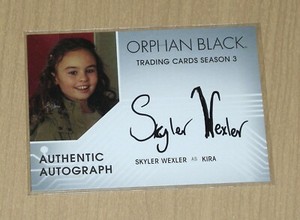 ORPHAN BLACK
TRADING CARDS SEASON 3
Skyler Wexler
AUTHENTIC
AUTOGRAPH
SKYLER WEXLER AS KIRA